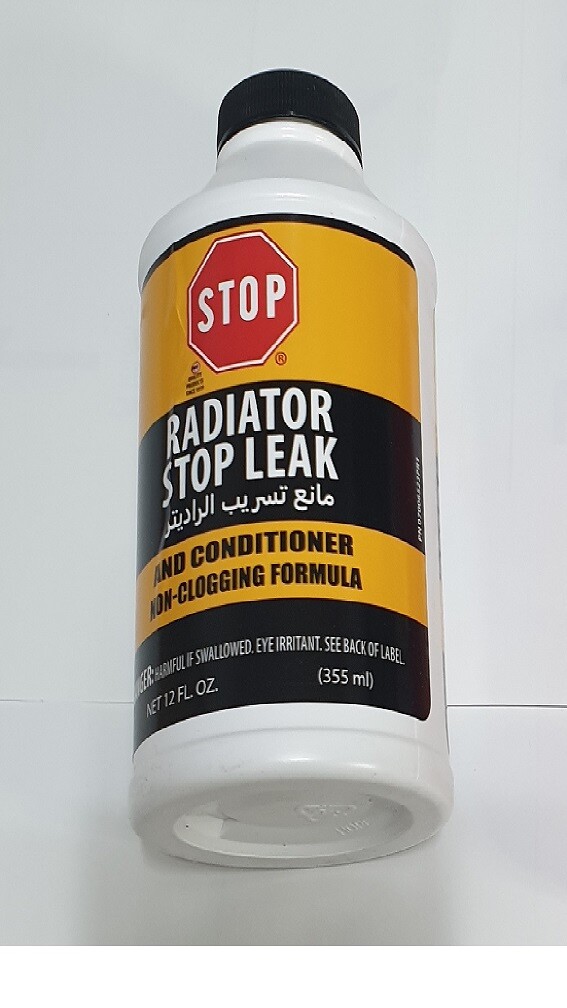 STOP
®
RADIATOR
STOP LEAK
مانع تسريب الراديتر
AND CONDITIONER
NON-CLOGGING FORMULA
HARMFUL IF SWALLOWED. EYE IRRITANT. SEE BACK OF LABEL.
NET 12 FL. OZ. (355 ml)